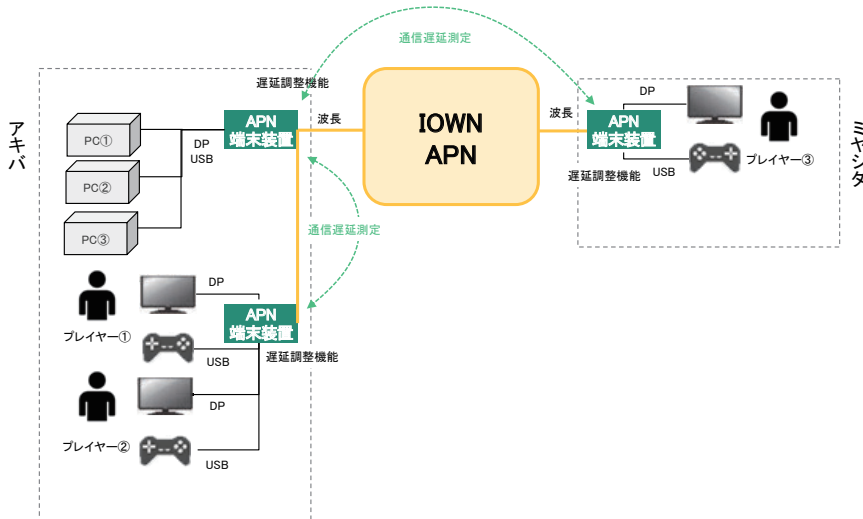 通信遅延測定
遅延調整機能
アキバ
PC①
PC②
PC③
DP
USB
APN
端末装置
波長
IOWN
APN
波長
APN
端末装置
DP
USB
遅延調整機能
プレイヤー③
ミヤシタ
通信遅延測定
DP
APN
端末装置
プレイヤー①
USB
遅延調整機能
DP
プレイヤー②
USB